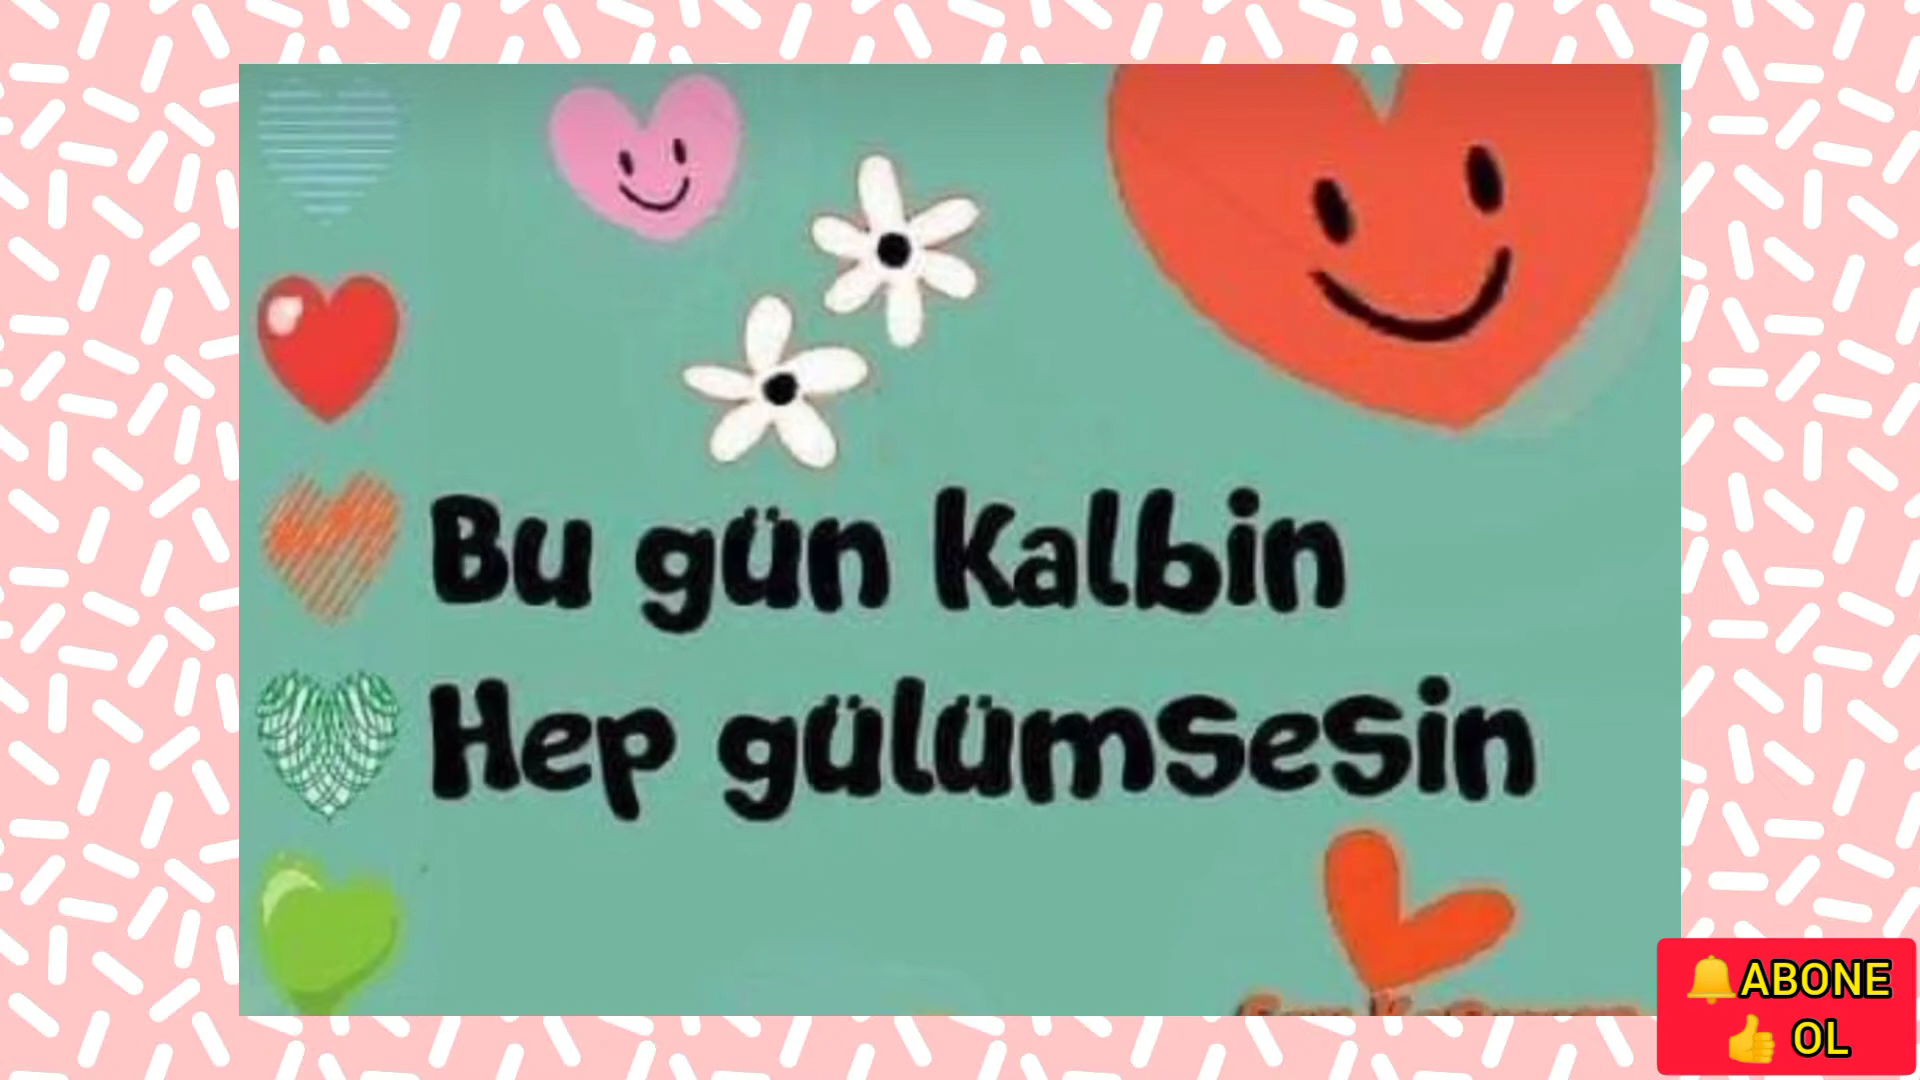 Bu gün Kalbin
Hep gülümsesin
🔔ABONE
👍 OL